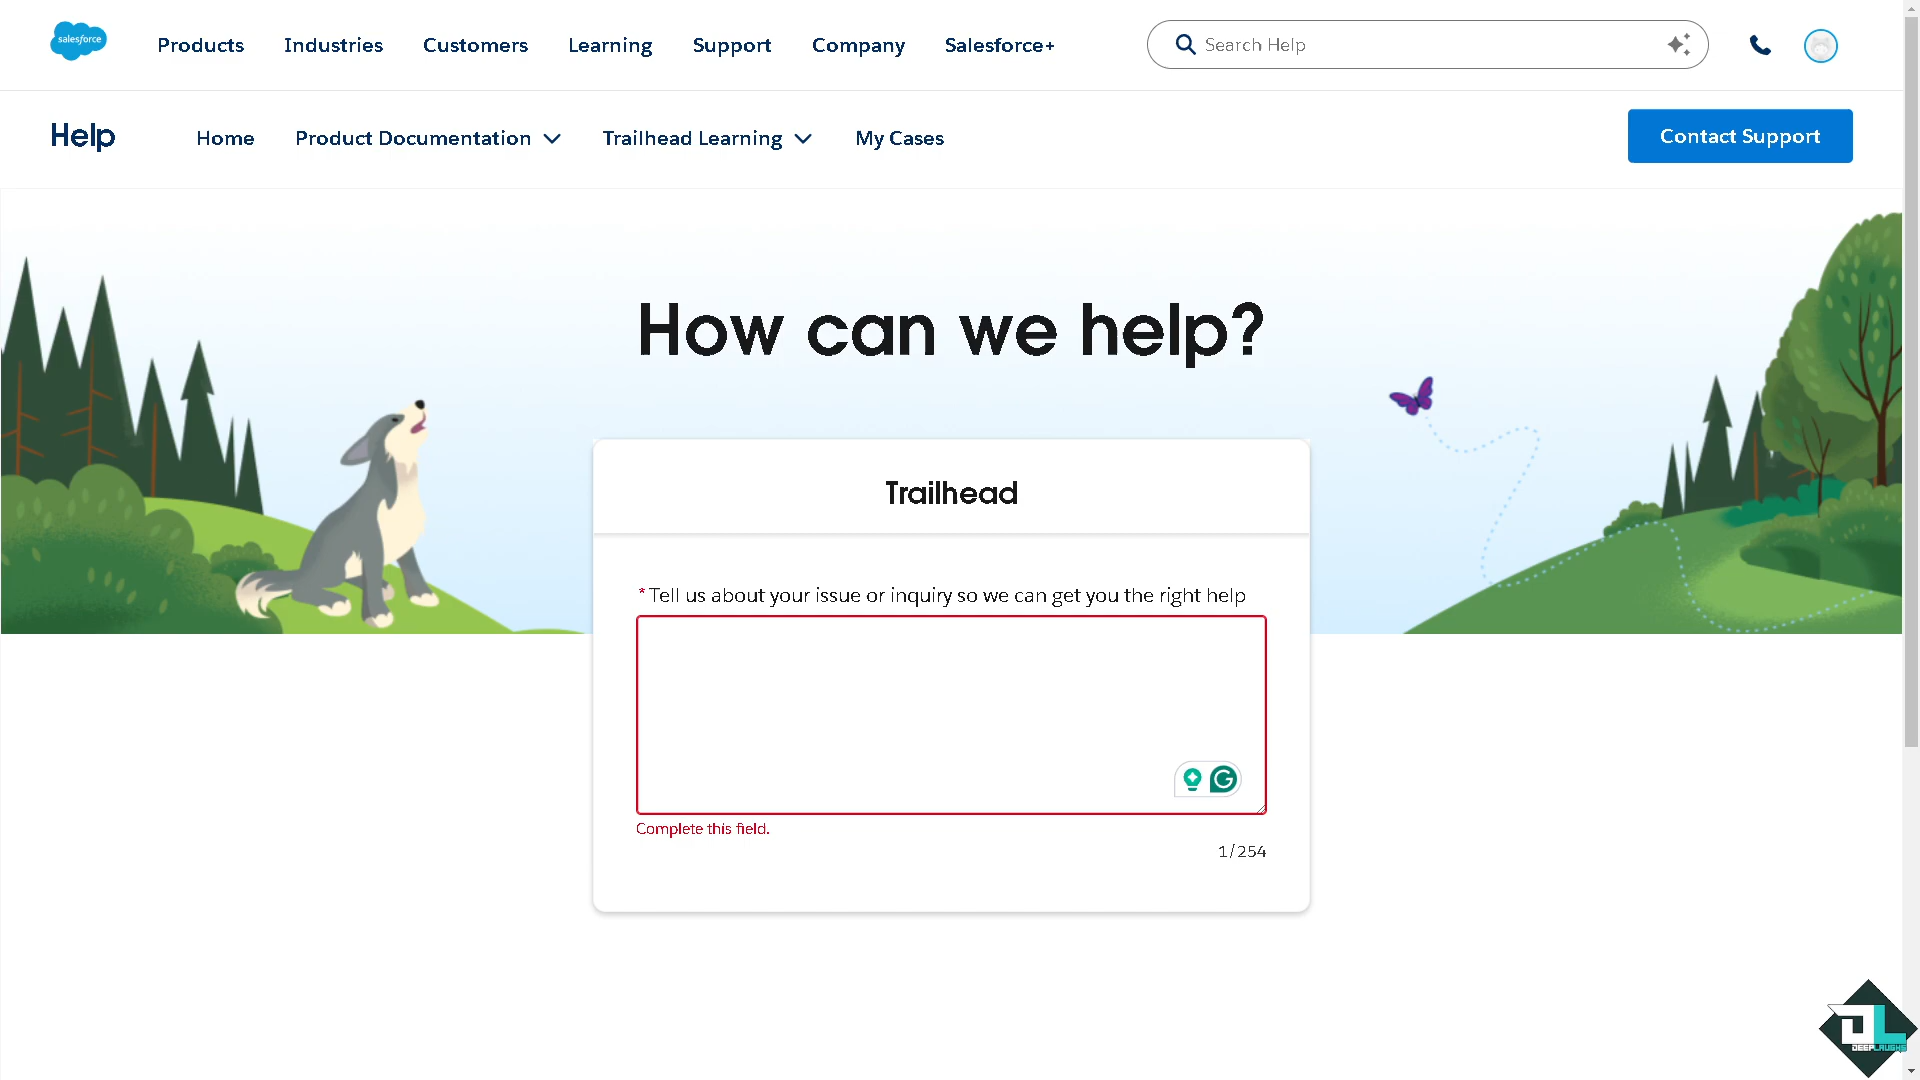 salesforce
Products
Industries
Customers
Learning
Support
Company
Salesforce+
Search Help
Help
Home
Product Documentation
Trailhead Learning
My Cases
Contact Support
How can we help?
Trailhead
*Tell us about your issue or inquiry so we can get you the right help
Complete this field.
1/254
DEEPLAUGHS